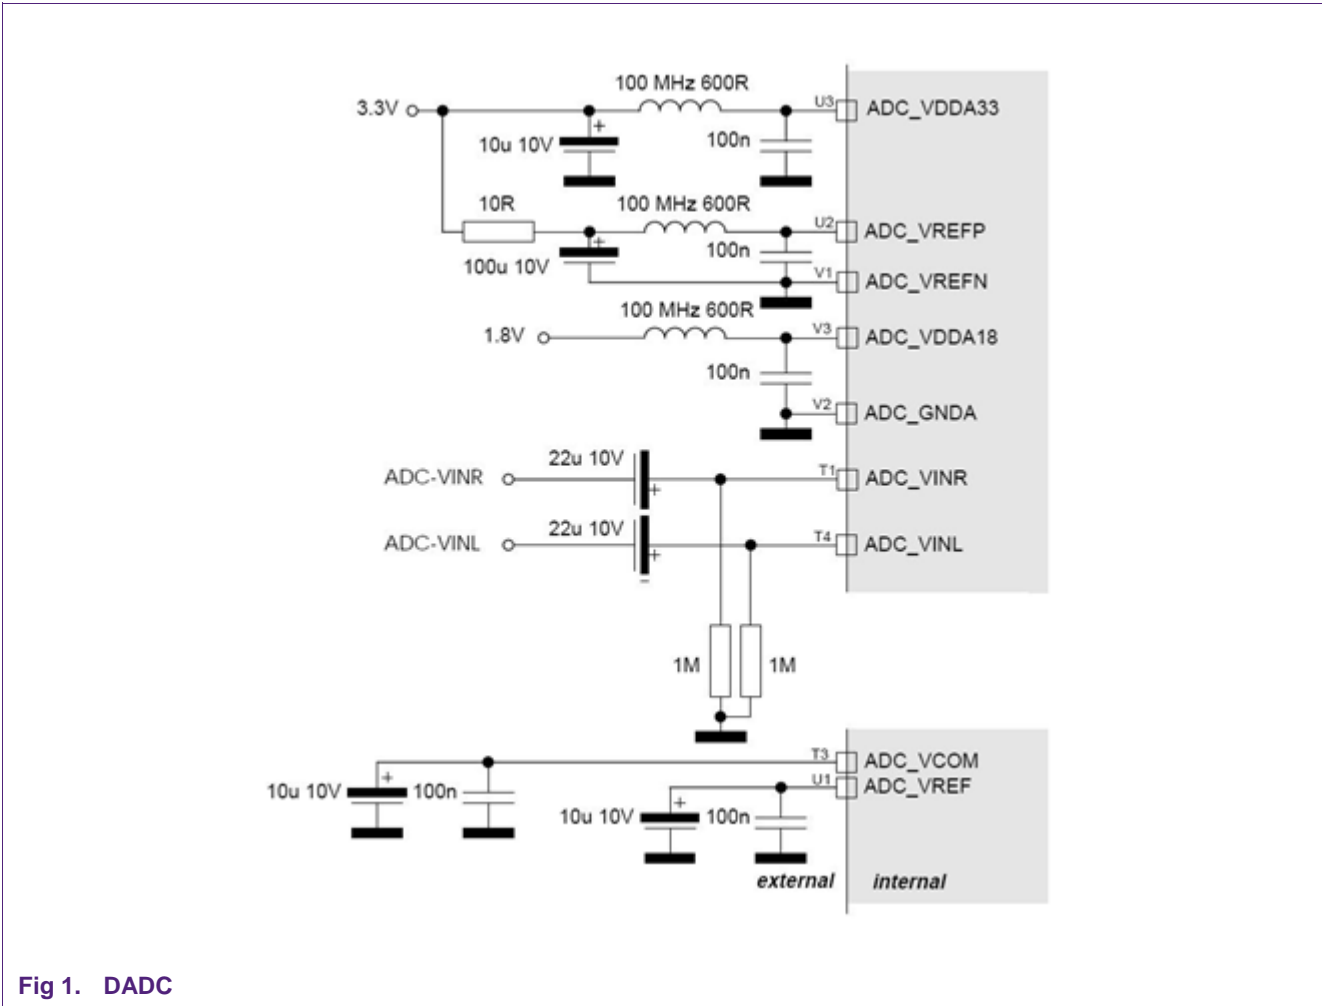 100 MHz 600R
3.3V
U3 ADC_VDDA33
10u 10V + 100n
10R 100 MHz 600R
U2 ADC_VREFP
100u 10V + 100n
V1 ADC_VREFN
100 MHz 600R
1.8V V3 ADC_VDDA18
100n
V2 ADC_GNDA
22u 10V
ADC-VINR + T1 ADC_VINR
22u 10V
ADC-VINL + T4 ADC_VINL
1M 1M
T3 ADC_VCOM
10u 10V + 100n U1 ADC_VREF
10u 10V + 100n
external internal
Fig 1. DADC